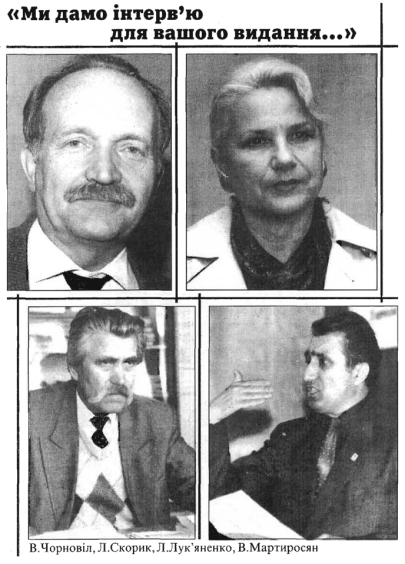 «Ми дамо інтерв’ю
для вашого видання...»
В.Чорновіл, Л.Скорик, Л.Лук’яненко, В.Мартиросян